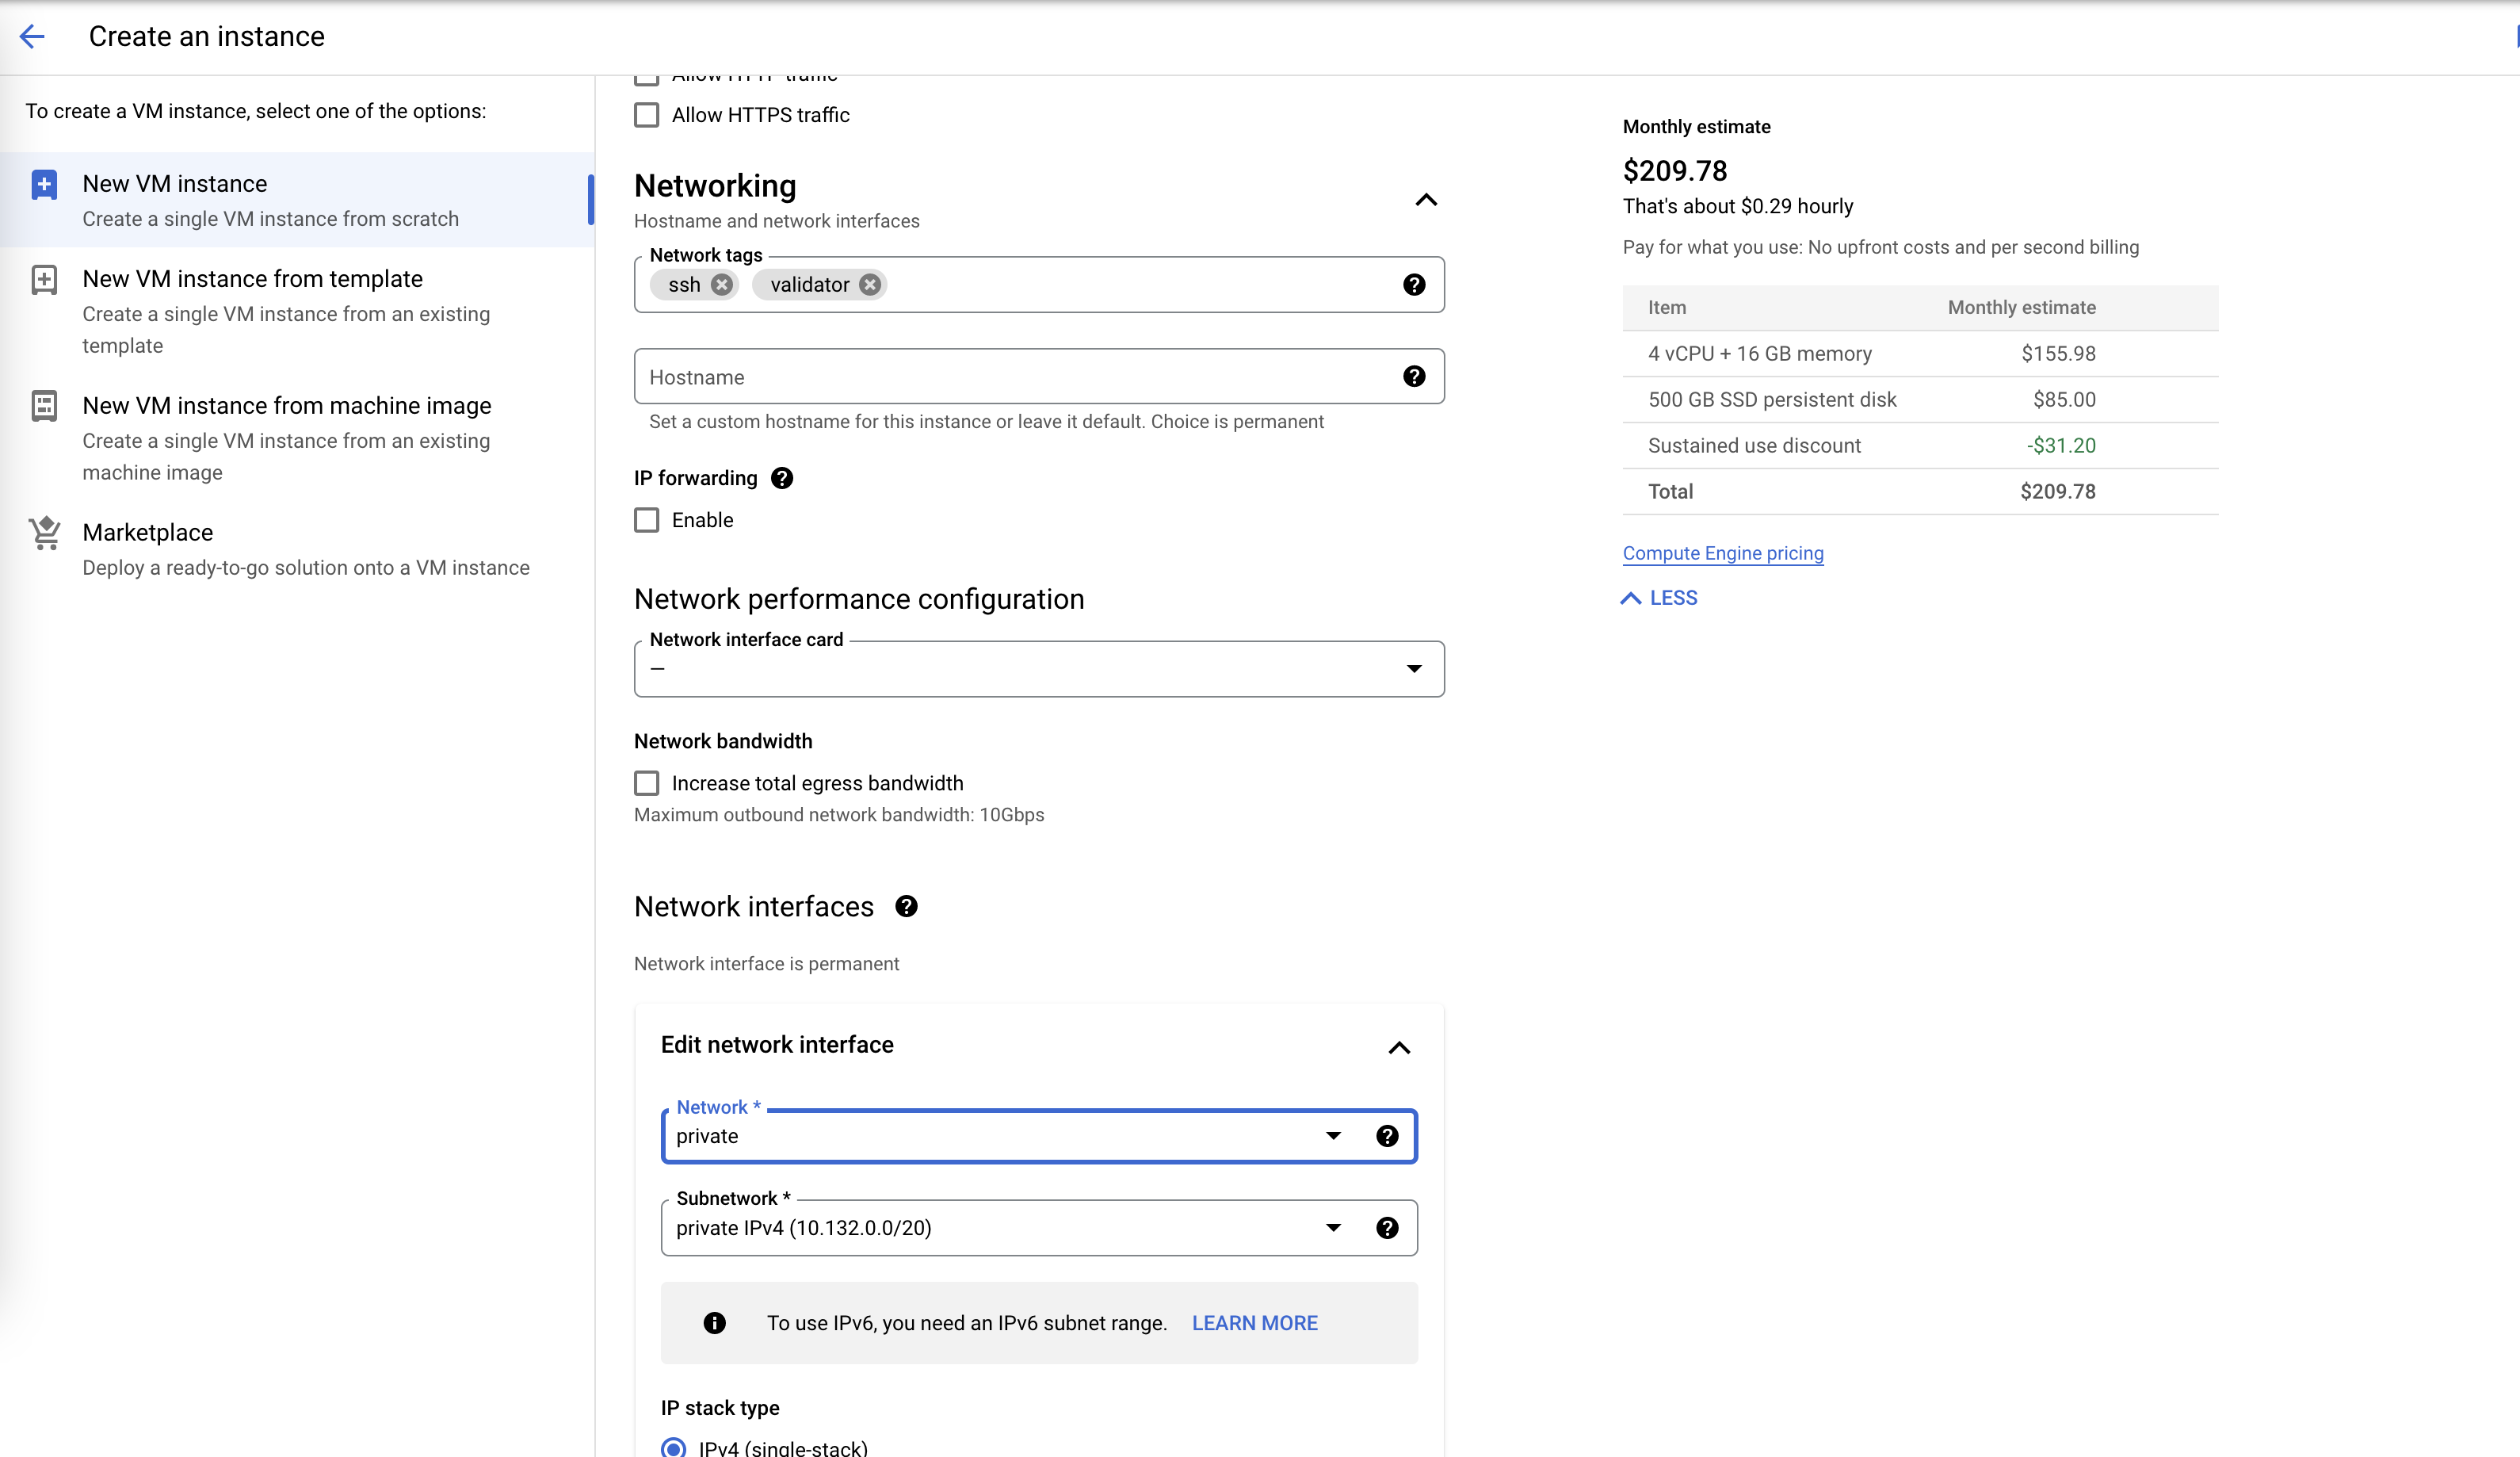 Create an instance
To create a VM instance, select one of the options:
New VM instance
Create a single VM instance from scratch
New VM instance from template
Create a single VM instance from an existing
template
New VM instance from machine image
Create a single VM instance from an existing
machine image
Marketplace
Deploy a ready-to-go solution onto a VM instance
Allow HTTP traffic
Allow HTTPS traffic
Networking
Hostname and network interfaces
Network tags
ssh validator
Hostname
Set a custom hostname for this instance or leave it default. Choice is permanent
IP forwarding
Enable
Network performance configuration
Network interface card
–
Network bandwidth
Increase total egress bandwidth
Maximum outbound network bandwidth: 10Gbps
Network interfaces
Network interface is permanent
Edit network interface
Network *
private
Subnetwork *
private IPv4 (10.132.0.0/20)
To use IPv6, you need an IPv6 subnet range. LEARN MORE
IP stack type
IPv4 (single-stack)
Monthly estimate
$209.78
That's about $0.29 hourly
Pay for what you use: No upfront costs and per second billing
Item Monthly estimate
4 vCPU + 16 GB memory $155.98
500 GB SSD persistent disk $85.00
Sustained use discount -$31.20
Total $209.78
Compute Engine pricing
LESS